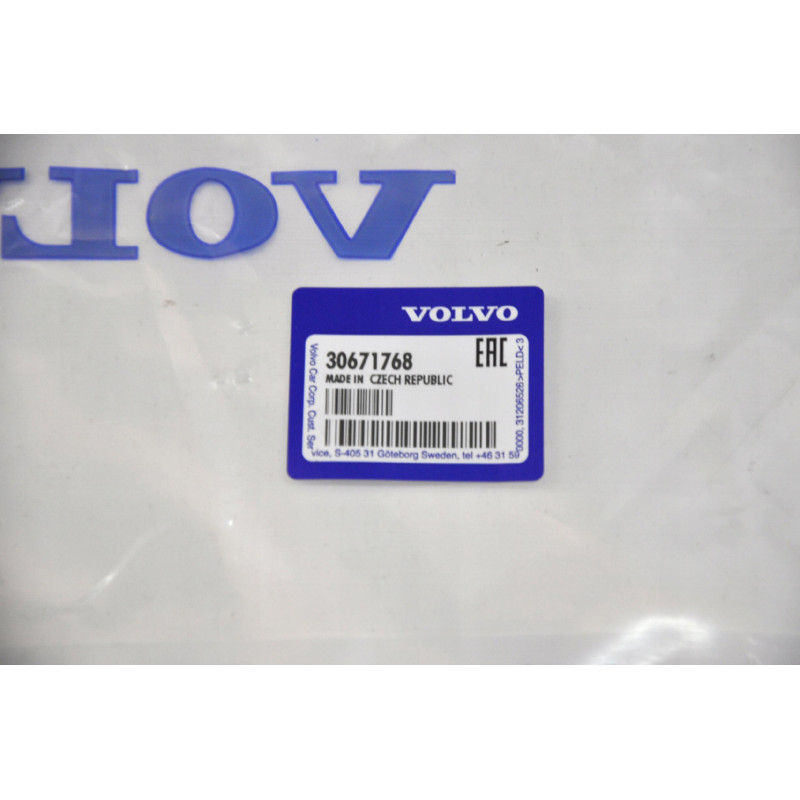 VOL
VOLVO
30671768
EAC
MADE IN CZECH REPUBLIC
Volvo Car Corp. Cust. Ser
vice, S-405 31 Göteborg Sweden, tel +46 31 59
0000, 31206526 >PELD< 3